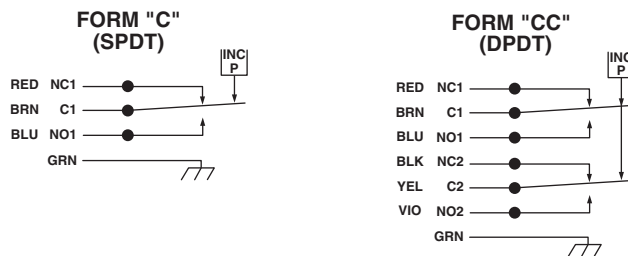 FORM "C"
(SPDT)
INC
P
RED NC1
BRN C1
BLU NO1
GRN
FORM "CC"
(DPDT)
INC
P
RED NC1
BRN C1
BLU NO1
BLK NC2
YEL C2
VIO NO2
GRN